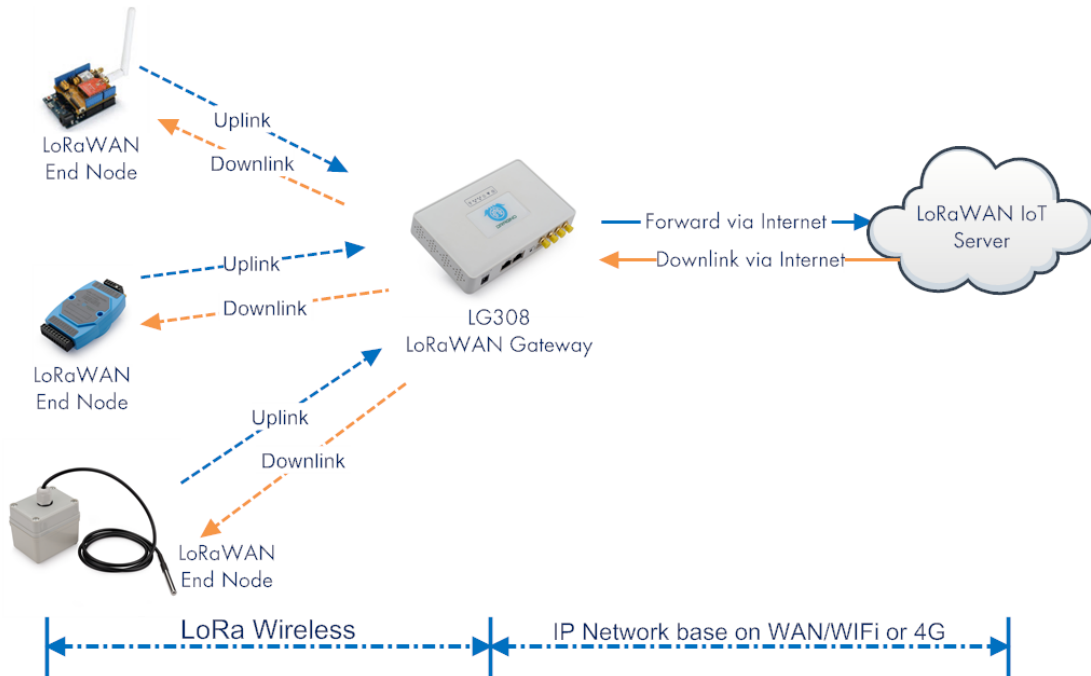 Uplink
Downlink
LoRaWAN
End Node
Uplink
Downlink
LoRaWAN
End Node
Uplink
Downlink
LoRaWAN
End Node
LG308
LoRaWAN Gateway
Forward via Internet
Downlink via Internet
LoRaWAN IoT
Server
LoRa Wireless
IP Network base on WAN/WIFi or 4G